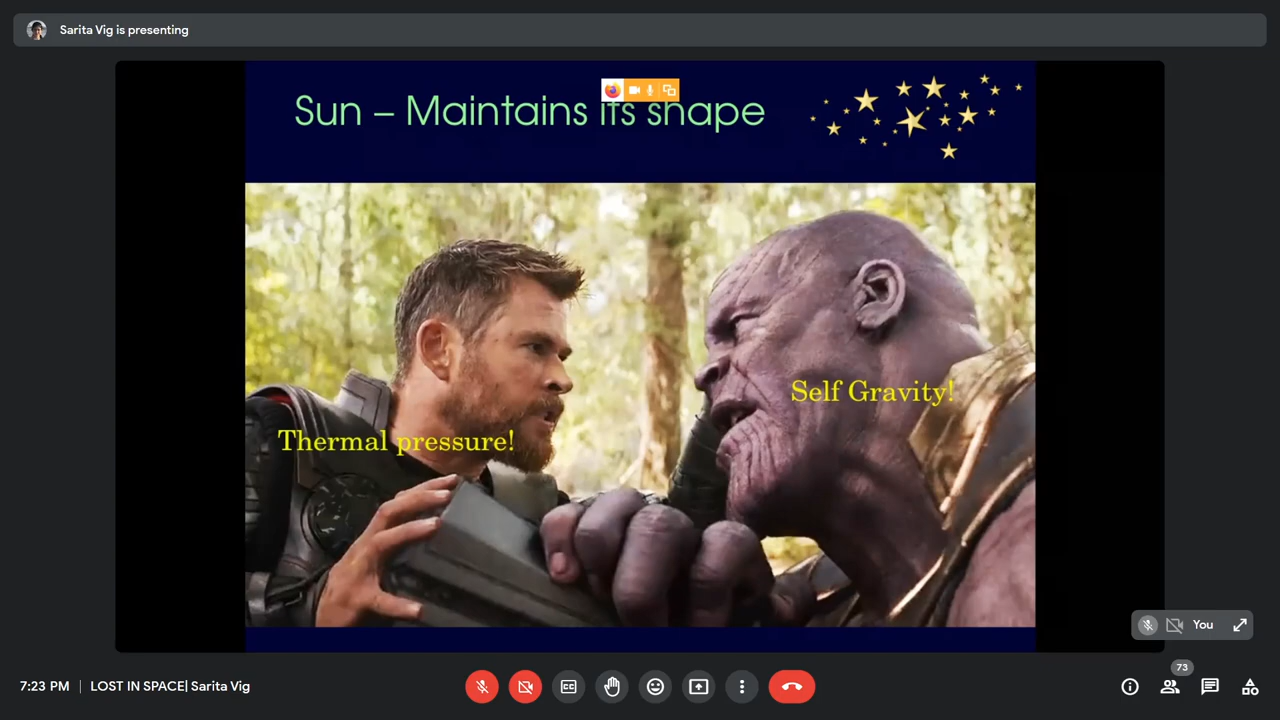 Sarita Vig is presenting
Sun – Maintains its shape
Self Gravity!
Thermal pressure!
You
73
7:23 PM | LOST IN SPACE| Sarita Vig